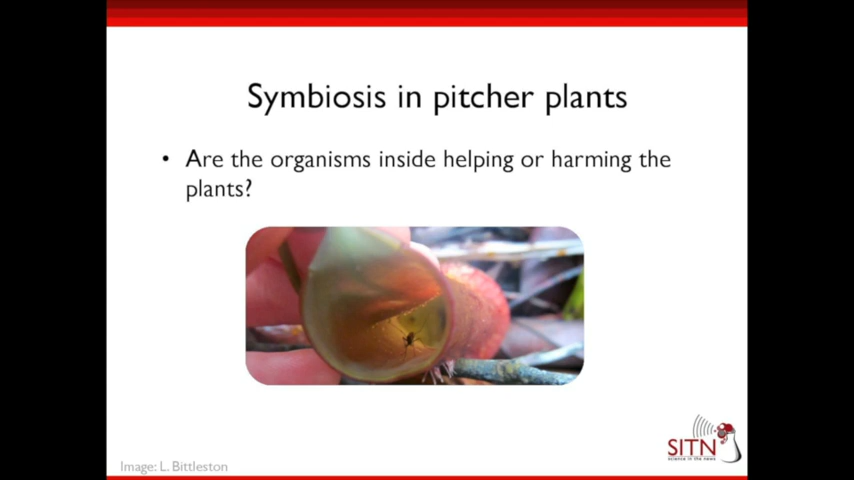 Symbiosis in pitcher plants
• Are the organisms inside helping or harming the
plants?
SITN
science in the news
Image: L. Bittleston